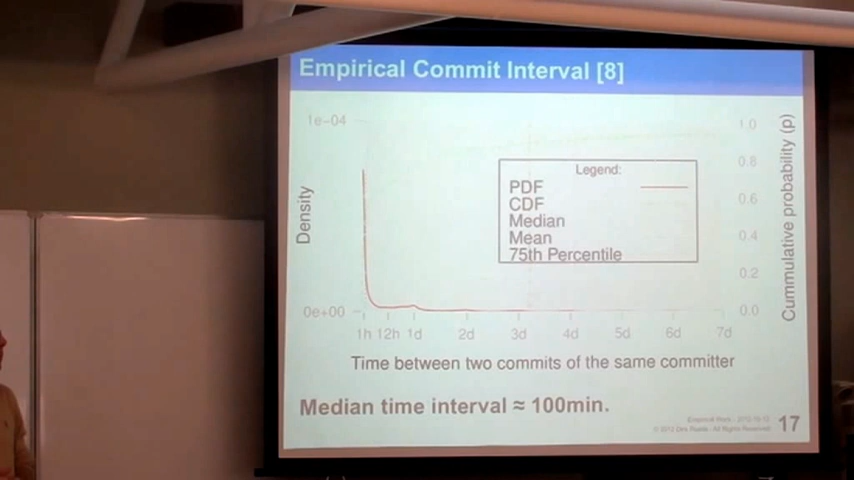 Empirical Commit Interval [8]
1e−04
1.0
Legend:
PDF
CDF
Median
Mean
75th Percentile
0.8
0.6
0.4
0.2
0.0
Density
Cummulative probability (p)
0e+00
1h 12h 1d 2d 3d 4d 5d 6d 7d
Time between two commits of the same committer
Median time interval ≈ 100min.
17